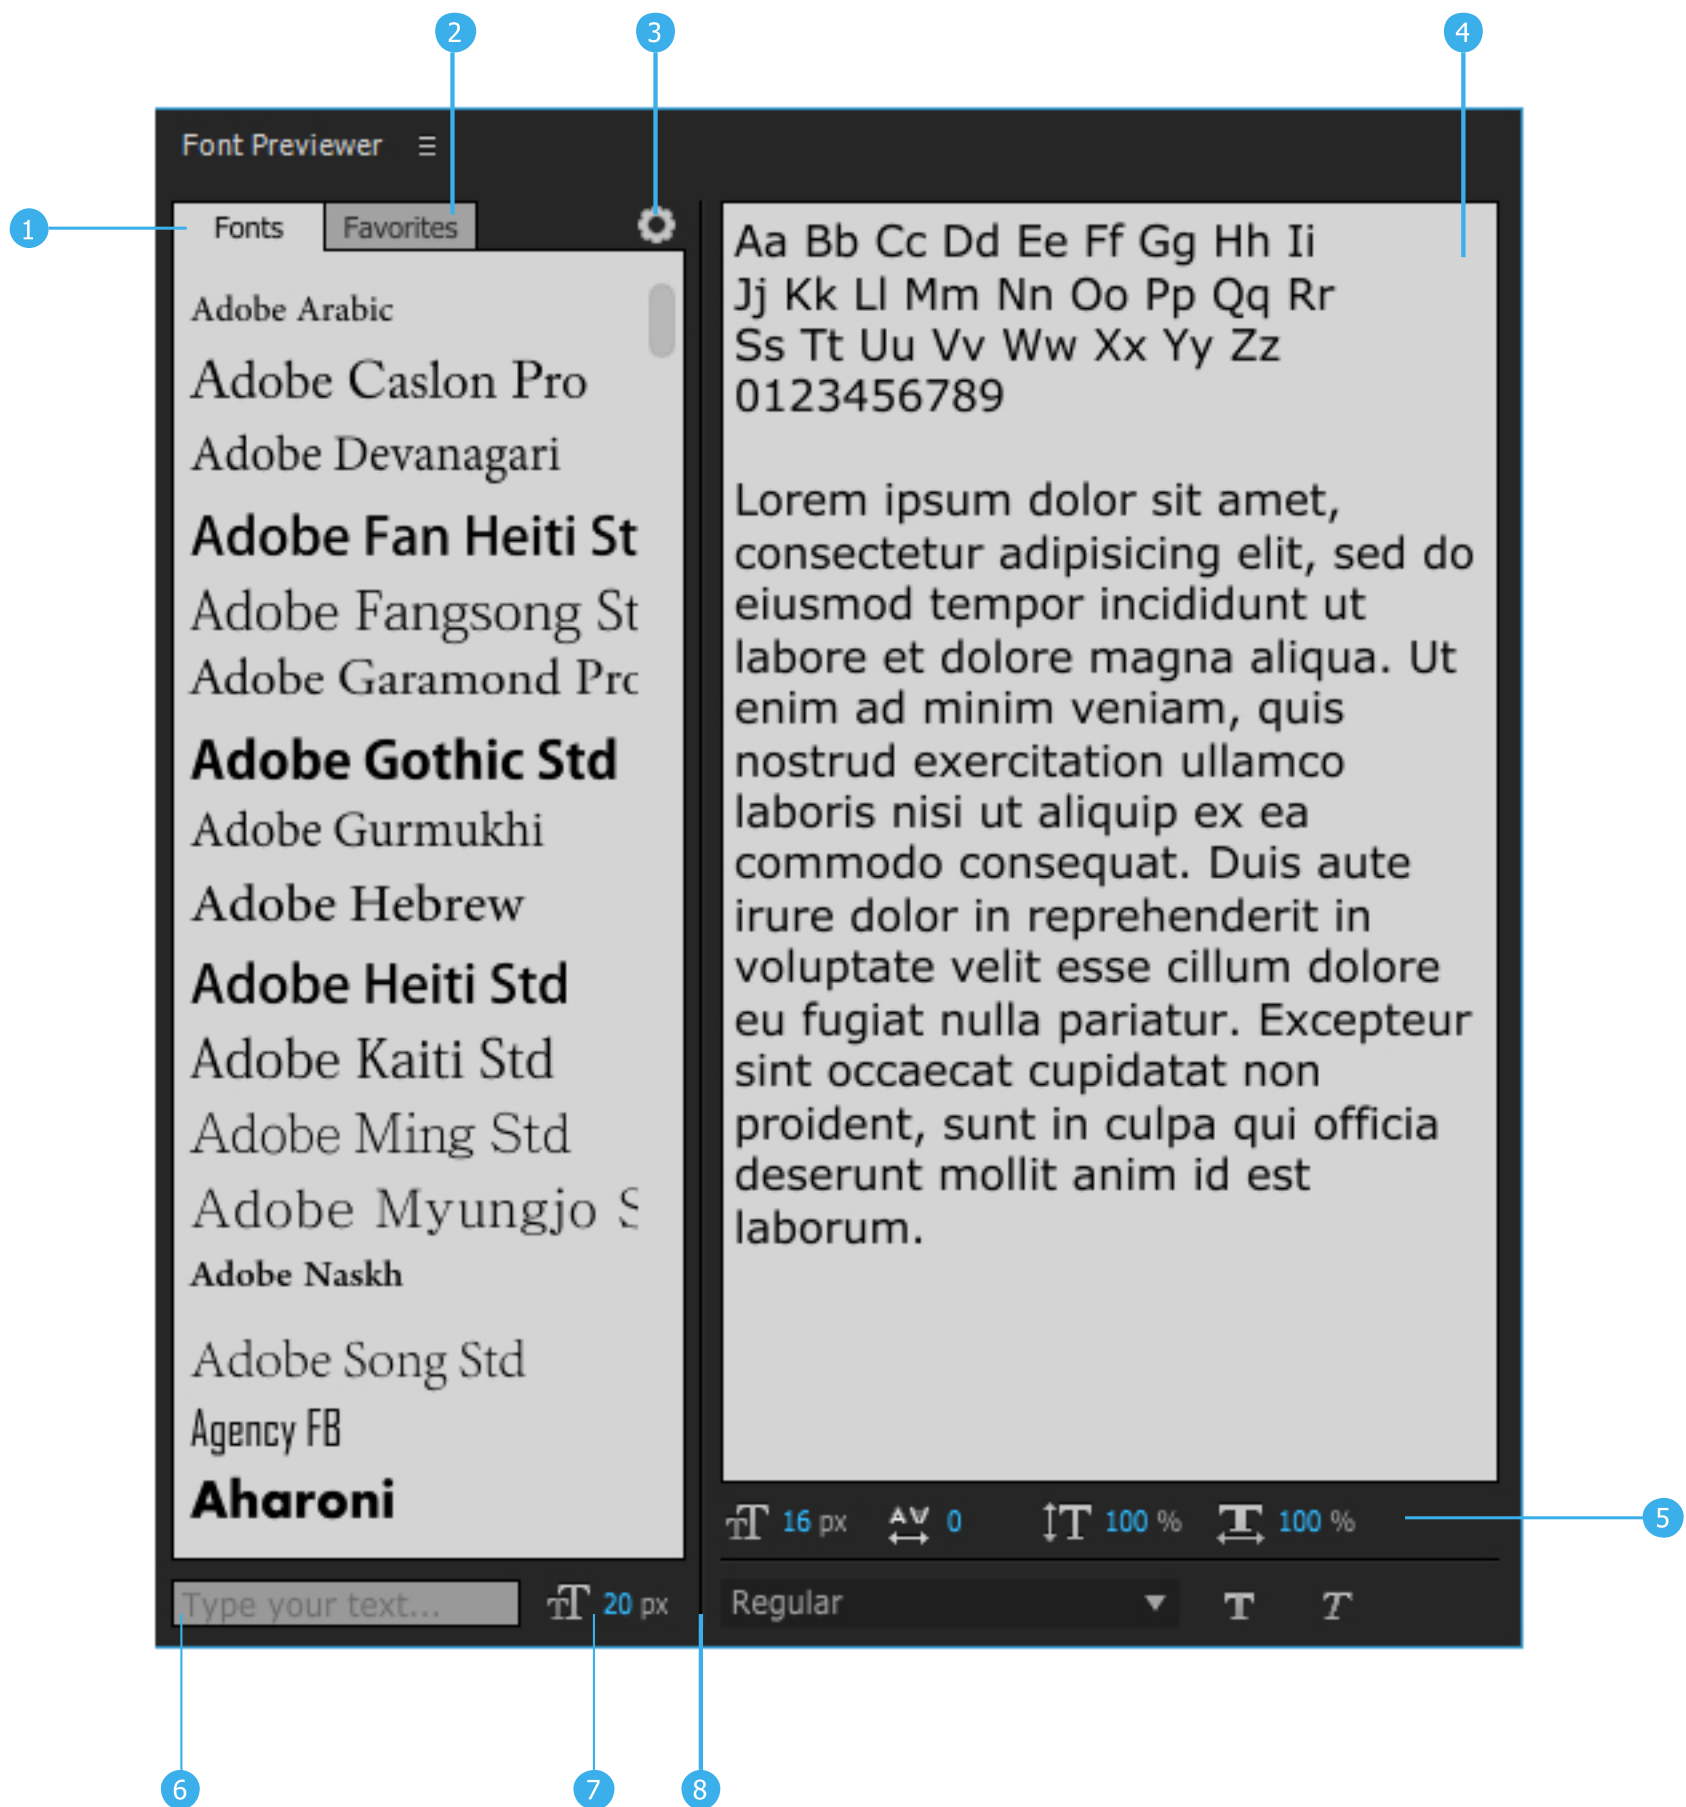 2
3
4
Font Previewer
1
Fonts
Favorites
Adobe Arabic
Adobe Caslon Pro
Adobe Devanagari
Adobe Fan Heiti St
Adobe Fangsong St
Adobe Garamond Pro
Adobe Gothic Std
Adobe Gurmukhi
Adobe Hebrew
Adobe Heiti Std
Adobe Kaiti Std
Adobe Ming Std
Adobe Myungjo S
Adobe Naskh
Adobe Song Std
Agency FB
Aharoni
Type your text...
20 px
Aa Bb Cc Dd Ee Ff Gg Hh Ii
Jj Kk Ll Mm Nn Oo Pp Qq Rr
Ss Tt Uu Vv Ww Xx Yy Zz
0123456789
Lorem ipsum dolor sit amet,
consectetur adipisicing elit, sed do
eiusmod tempor incididunt ut
labore et dolore magna aliqua. Ut
enim ad minim veniam, quis
nostrud exercitation ullamco
laboris nisi ut aliquip ex ea
commodo consequat. Duis aute
irure dolor in reprehenderit in
voluptate velit esse cillum dolore
eu fugiat nulla pariatur. Excepteur
sint occaecat cupidatat non
proident, sunt in culpa qui officia
deserunt mollit anim id est
laborum.
16 px 0 100 % 100 %
5
Regular
6
7
8